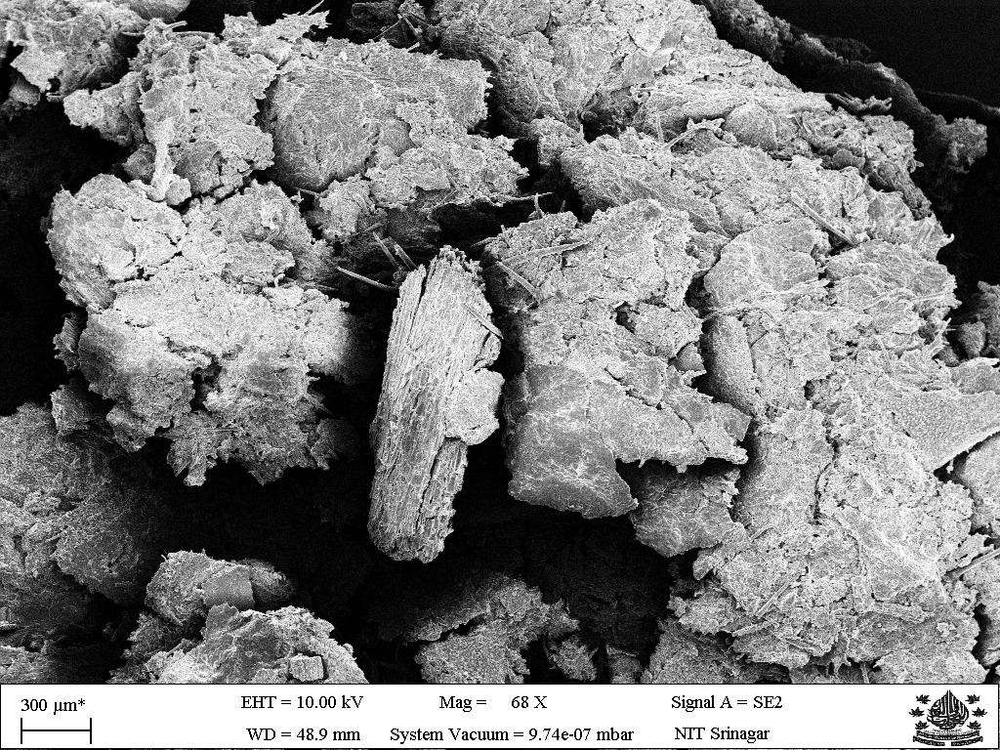 300 µm*
EHT = 10.00 kV Mag = 68 X Signal A = SE2
WD = 48.9 mm System Vacuum = 9.74e-07 mbar NIT Srinagar